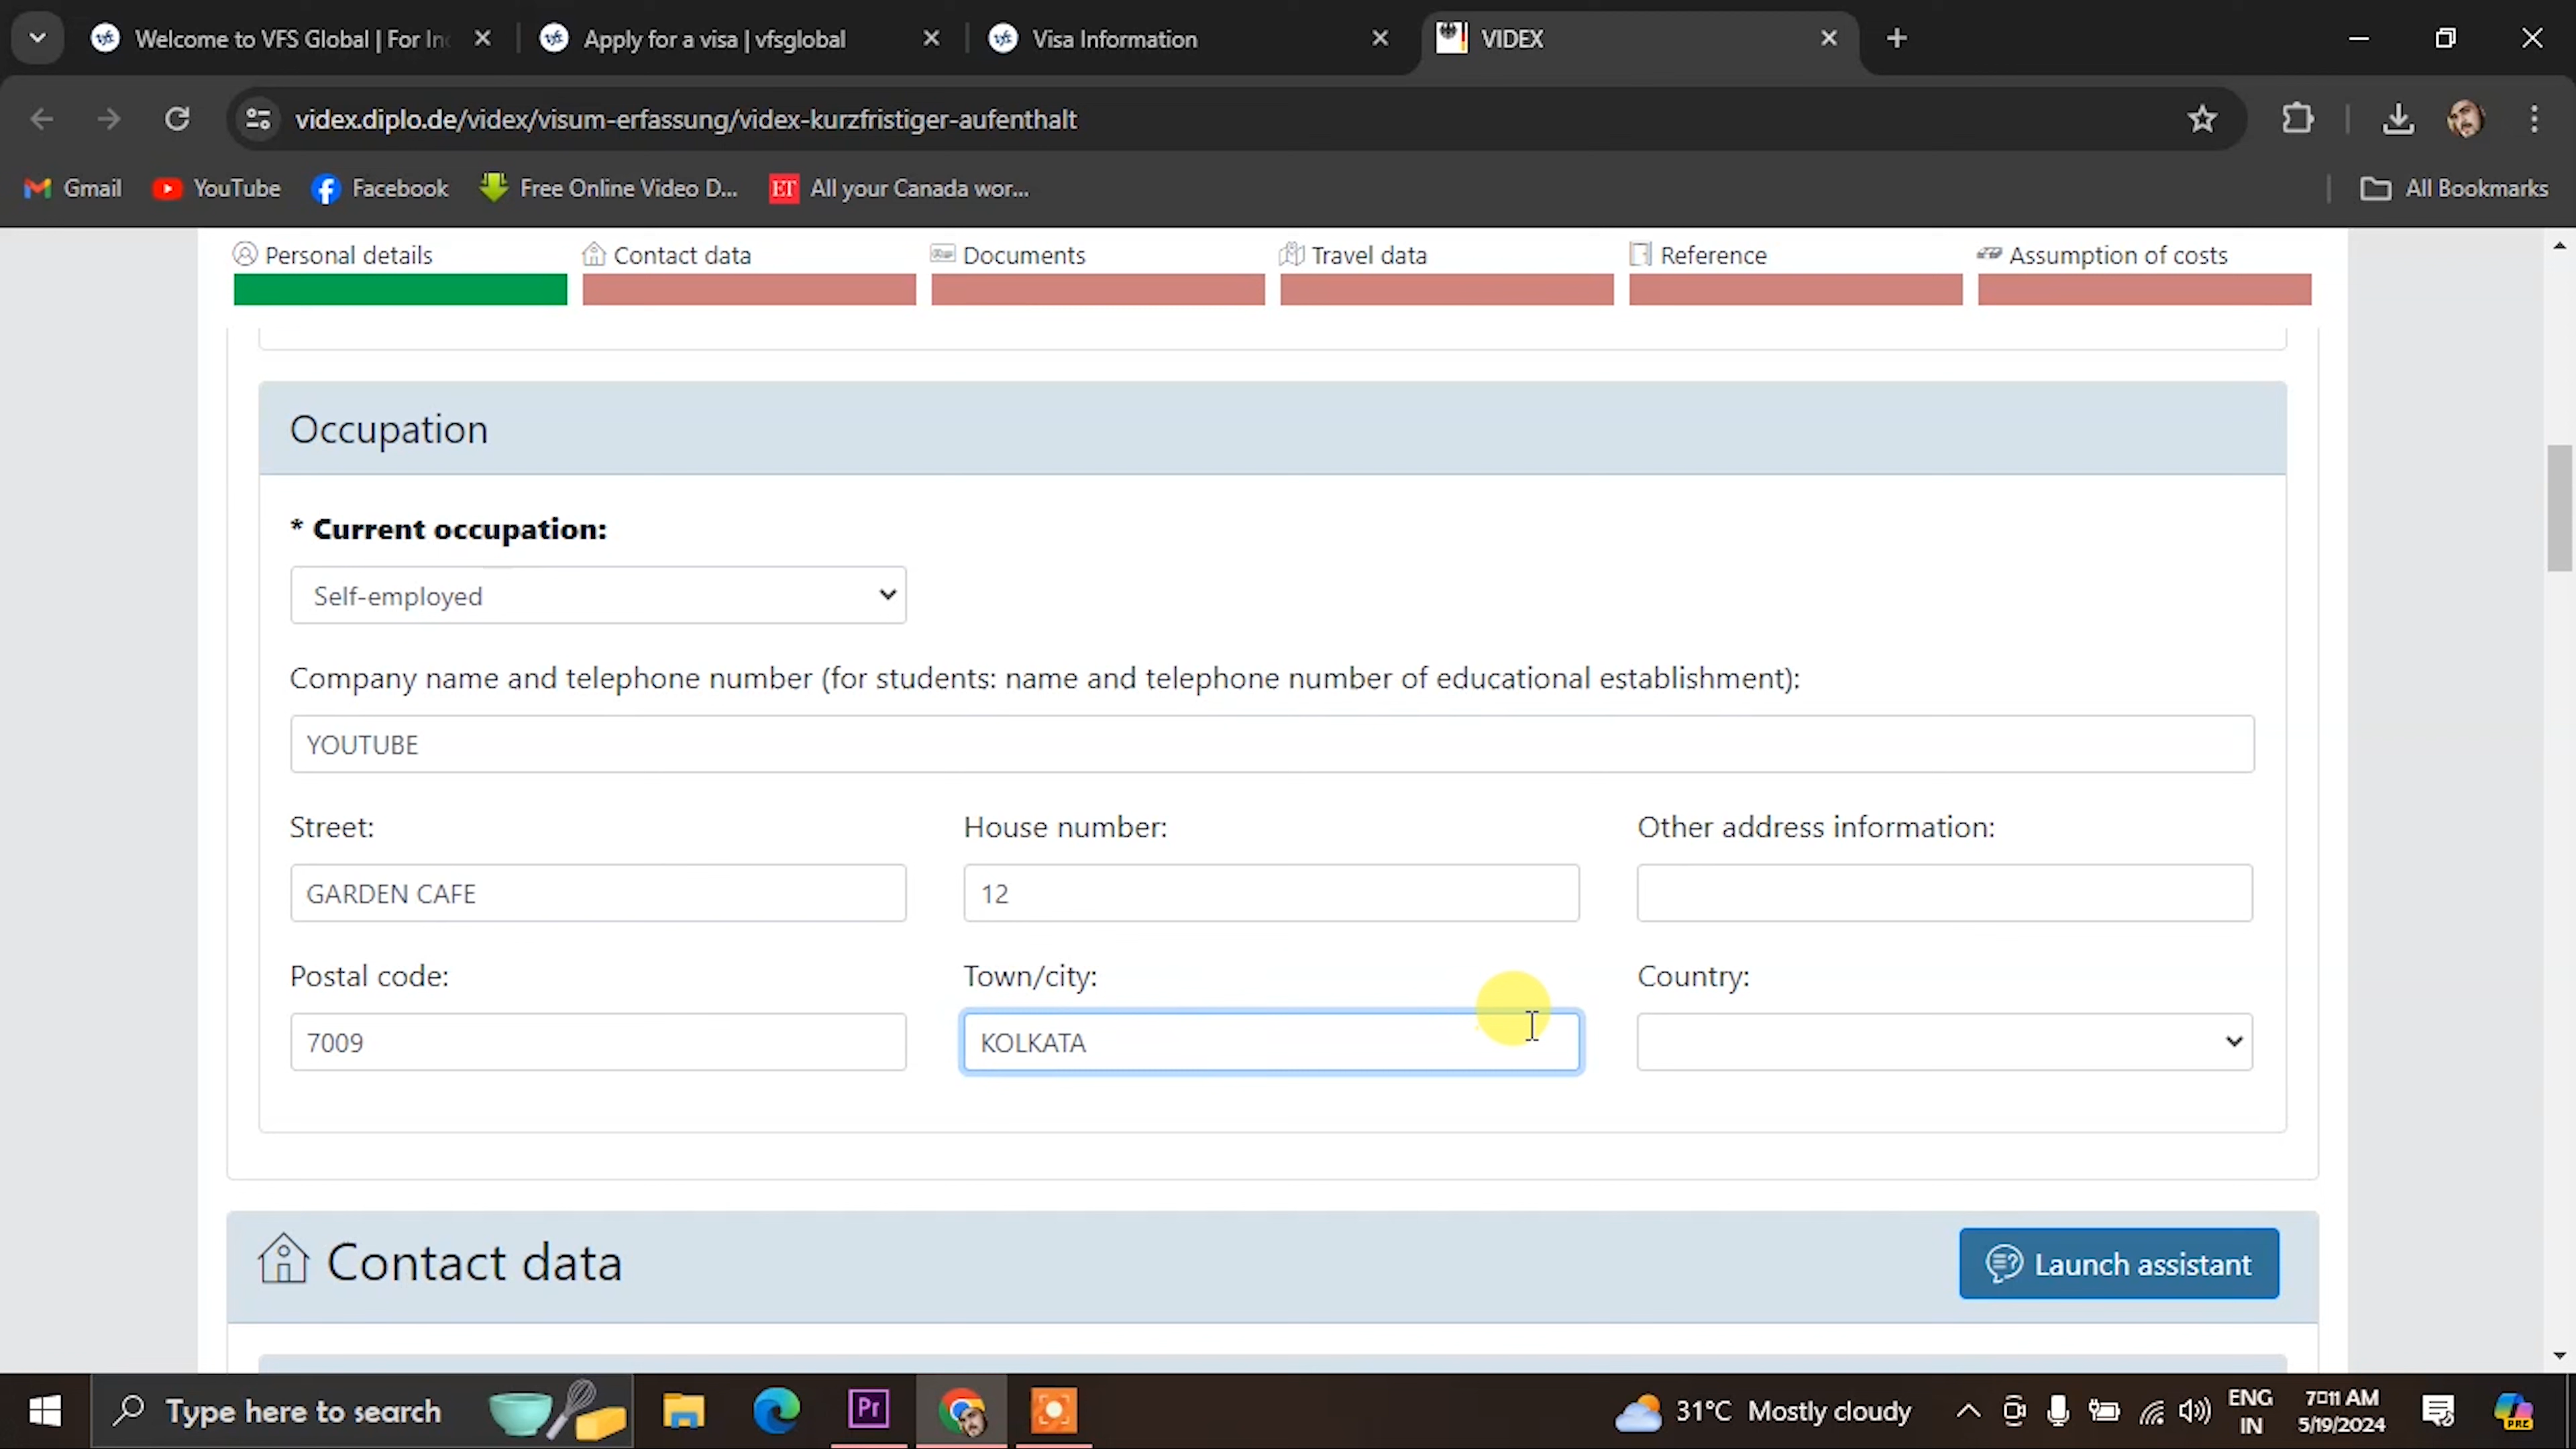 Welcome to VFS Global | For In
Apply for a visa | vfsglobal
Visa Information
VIDEX
videx.diplo.de/videx/visum-erfassung/videx-kurzfristiger-aufenthalt
Gmail
YouTube
Facebook
Free Online Video D...
ET All your Canada wor...
All Bookmarks
Personal details
Contact data
Documents
Travel data
Reference
Assumption of costs
Occupation
* Current occupation:
Self-employed
Company name and telephone number (for students: name and telephone number of educational establishment):
YOUTUBE
Street:
House number:
Other address information:
GARDEN CAFE
12
Postal code:
Town/city:
Country:
7009
KOLKATA
Contact data
Launch assistant
Type here to search
Pr
31°C Mostly cloudy
ENG
IN
7:11 AM
5/19/2024
PRE